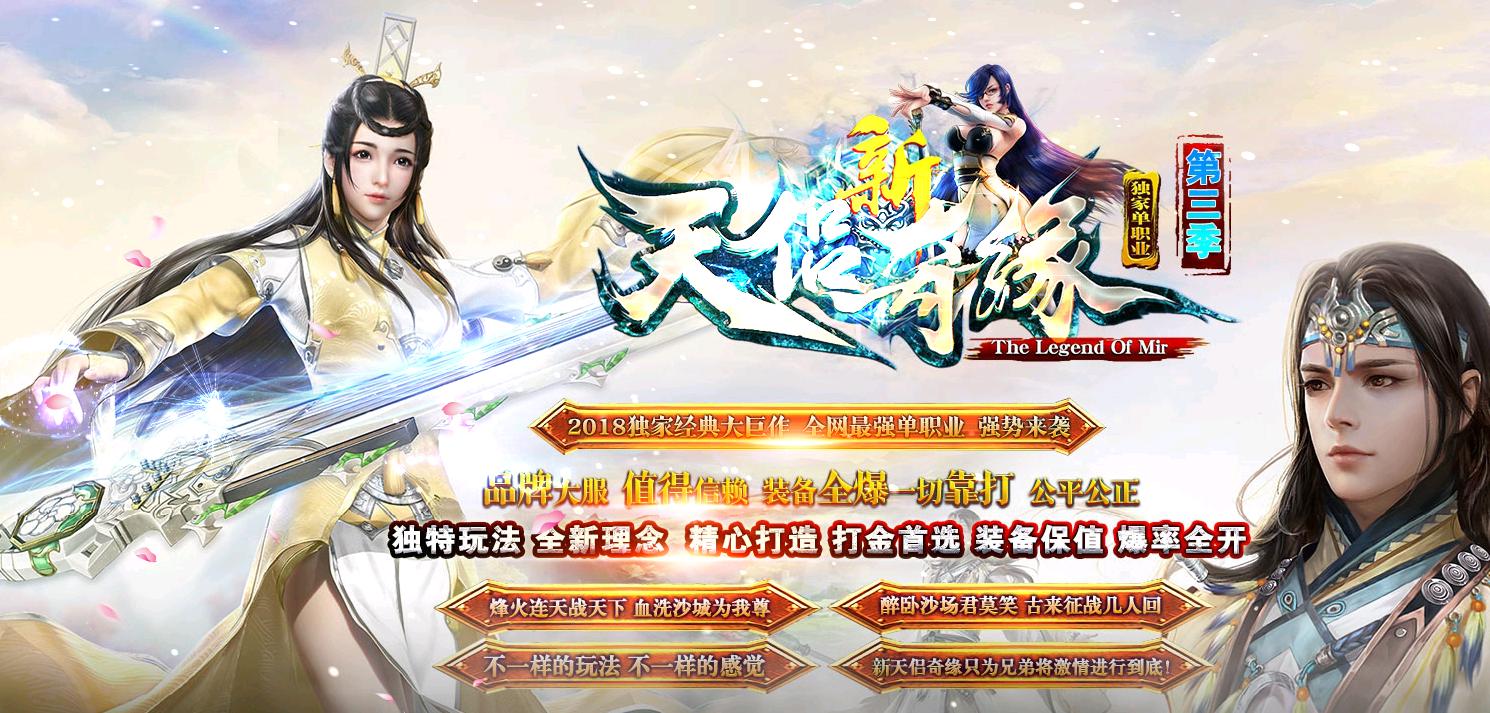 新
天侣奇缘
独家单职业
第三季
The Legend Of Mir
2018独家经典大巨作 全网最强单职业 强势来袭
品牌大服 值得信赖 装备全爆一切靠打 公平公正
独特玩法 全新理念 精心打造 打金首选 装备保值 爆率全开
烽火连天战天下 血洗沙城为我尊
醉卧沙场君莫笑 古来征战几人回
不一样的玩法 不一样的感觉
新天侣奇缘只为兄弟将激情进行到底!